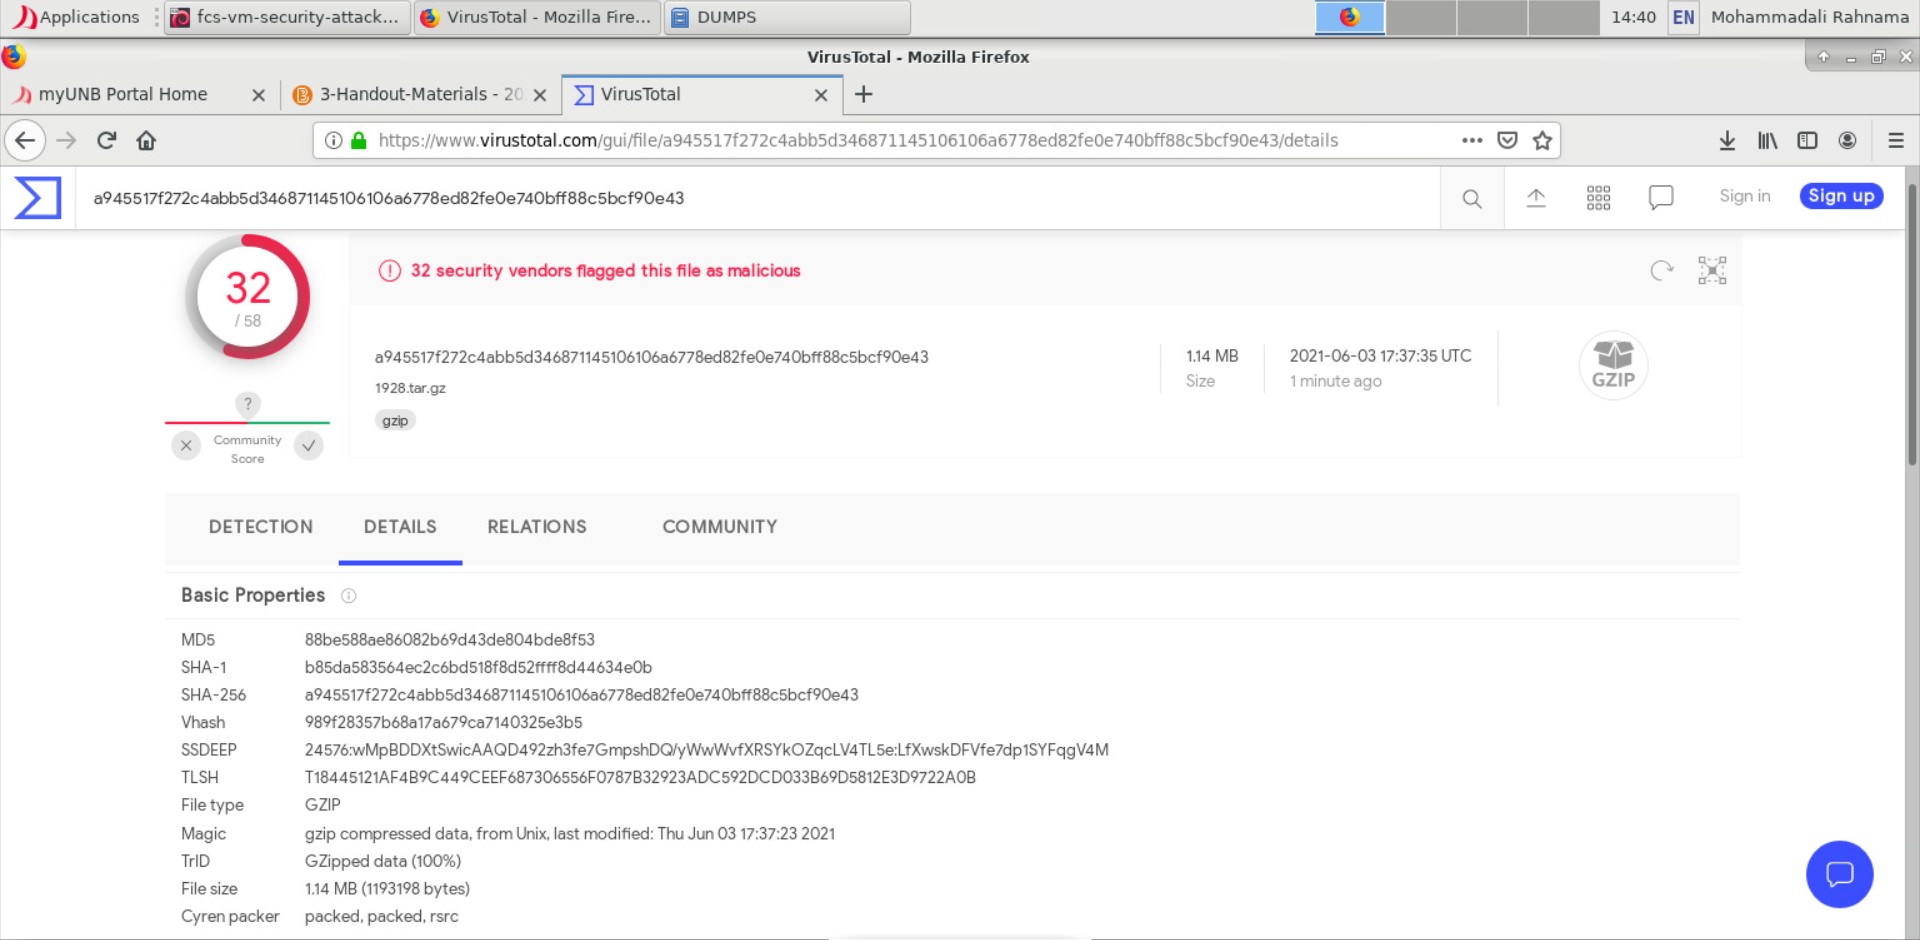 Applications
fcs-vm-security-attack...
VirusTotal - Mozilla Fire...
DUMPS
14:40
EN
Mohammadali Rahnama
VirusTotal - Mozilla Firefox
myUNB Portal Home
3-Handout-Materials - 20
VirusTotal
https://www.virustotal.com/gui/file/a945517f272c4abb5d346871145106106a6778ed82fe0e740bff88c5bcf90e43/details
a945517f272c4abb5d346871145106106a6778ed82fe0e740bff88c5bcf90e43
Sign in
Sign up
32
/ 58
32 security vendors flagged this file as malicious
a945517f272c4abb5d346871145106106a6778ed82fe0e740bff88c5bcf90e43
1928.tar.gz
gzip
1.14 MB
Size
2021-06-03 17:37:35 UTC
1 minute ago
GZIP
?
Community
Score
DETECTION
DETAILS
RELATIONS
COMMUNITY
Basic Properties
MD5 88be588ae86082b69d43de804bde8f53
SHA-1 b85da583564ec2c6bd518f8d52ffff8d44634e0b
SHA-256 a945517f272c4abb5d346871145106106a6778ed82fe0e740bff88c5bcf90e43
Vhash 989f28357b68a17a679ca7140325e3b5
SSDEEP 24576:wMpBDDXtSwicAAQD492zh3fe7GmpshDQ/yWwWvfXRSYkOZqcLV4TL5e:LfXwskDFVfe7dp1SYFqgV4M
TLSH T18445121AF4B9C449CEEF687306556F0787B32923ADC592DCD033B69D5812E3D9722A0B
File type GZIP
Magic gzip compressed data, from Unix, last modified: Thu Jun 03 17:37:23 2021
TrID GZipped data (100%)
File size 1.14 MB (1193198 bytes)
Cyren packer packed, packed, rsrc